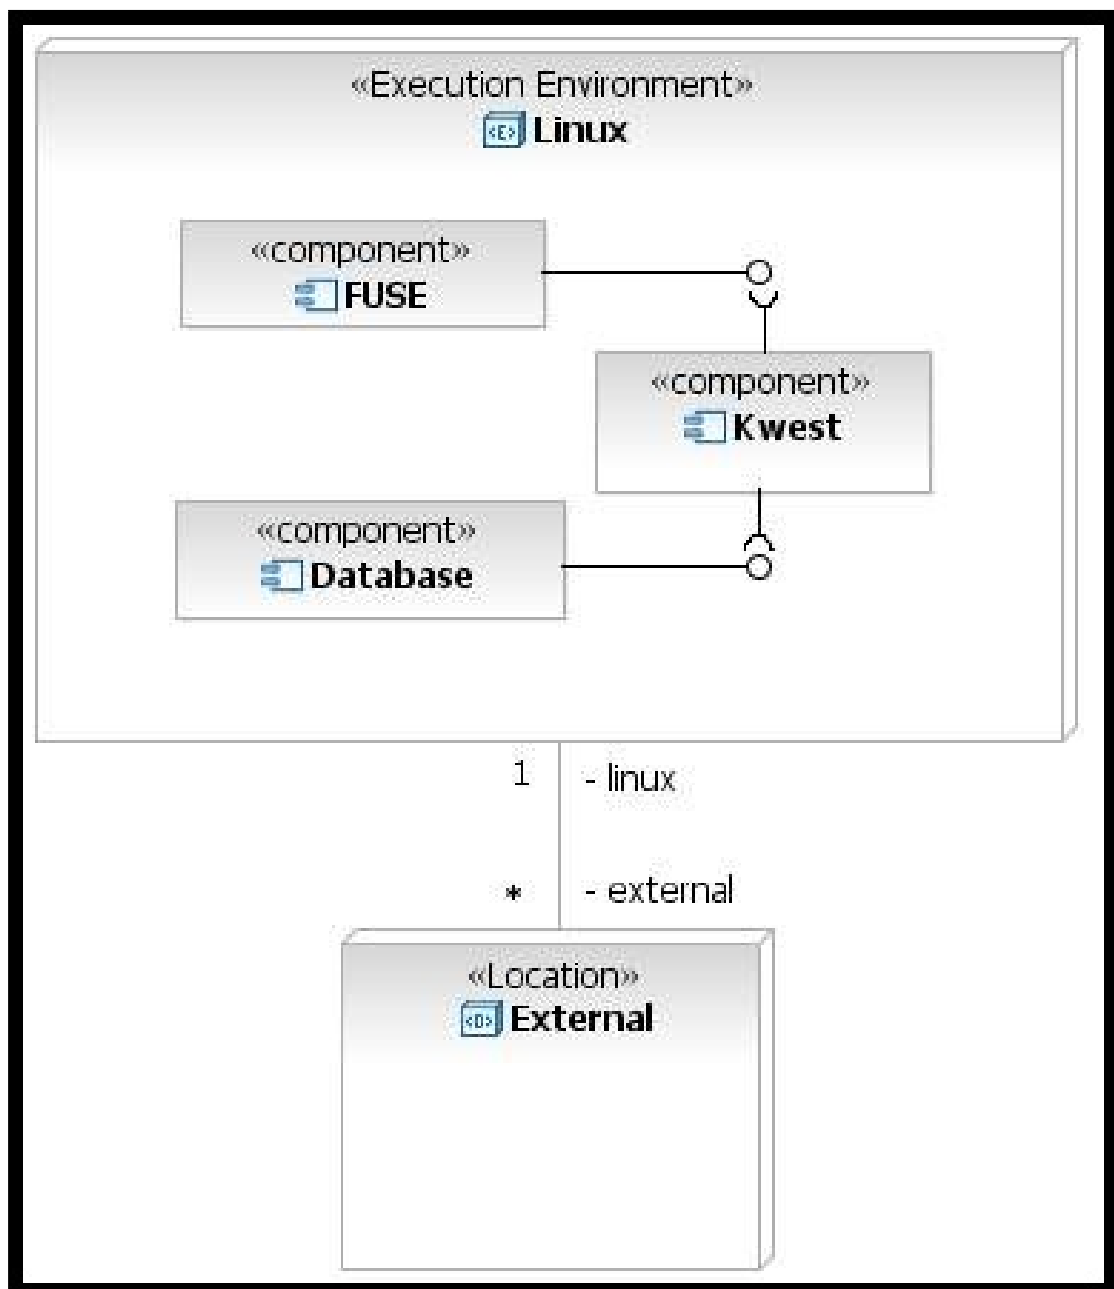 «Execution Environment»
<E> Linux
«component»
FUSE
«component»
Kwest
«component»
Database
1 - linux
* - external
«Location»
<D> External